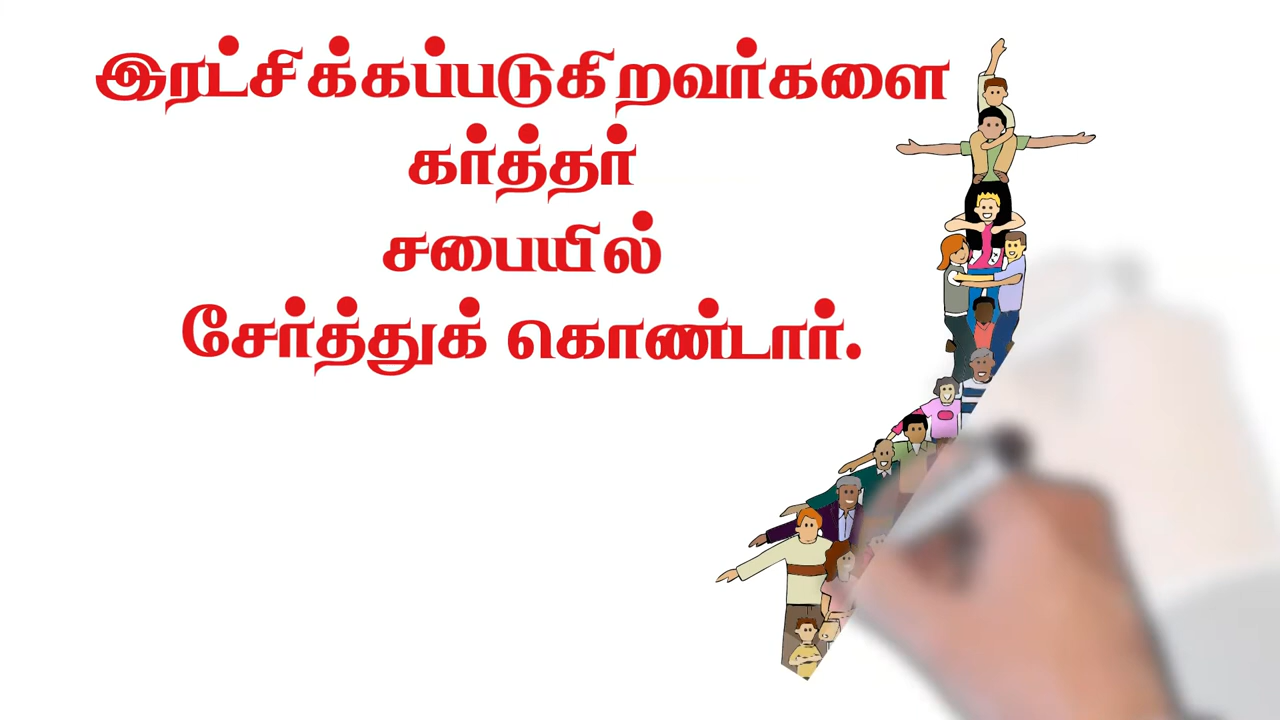 இரட்சிக்கப்படுகிறவர்களை
கர்த்தர்
சபையில்
சேர்த்துக் கொண்டார்.